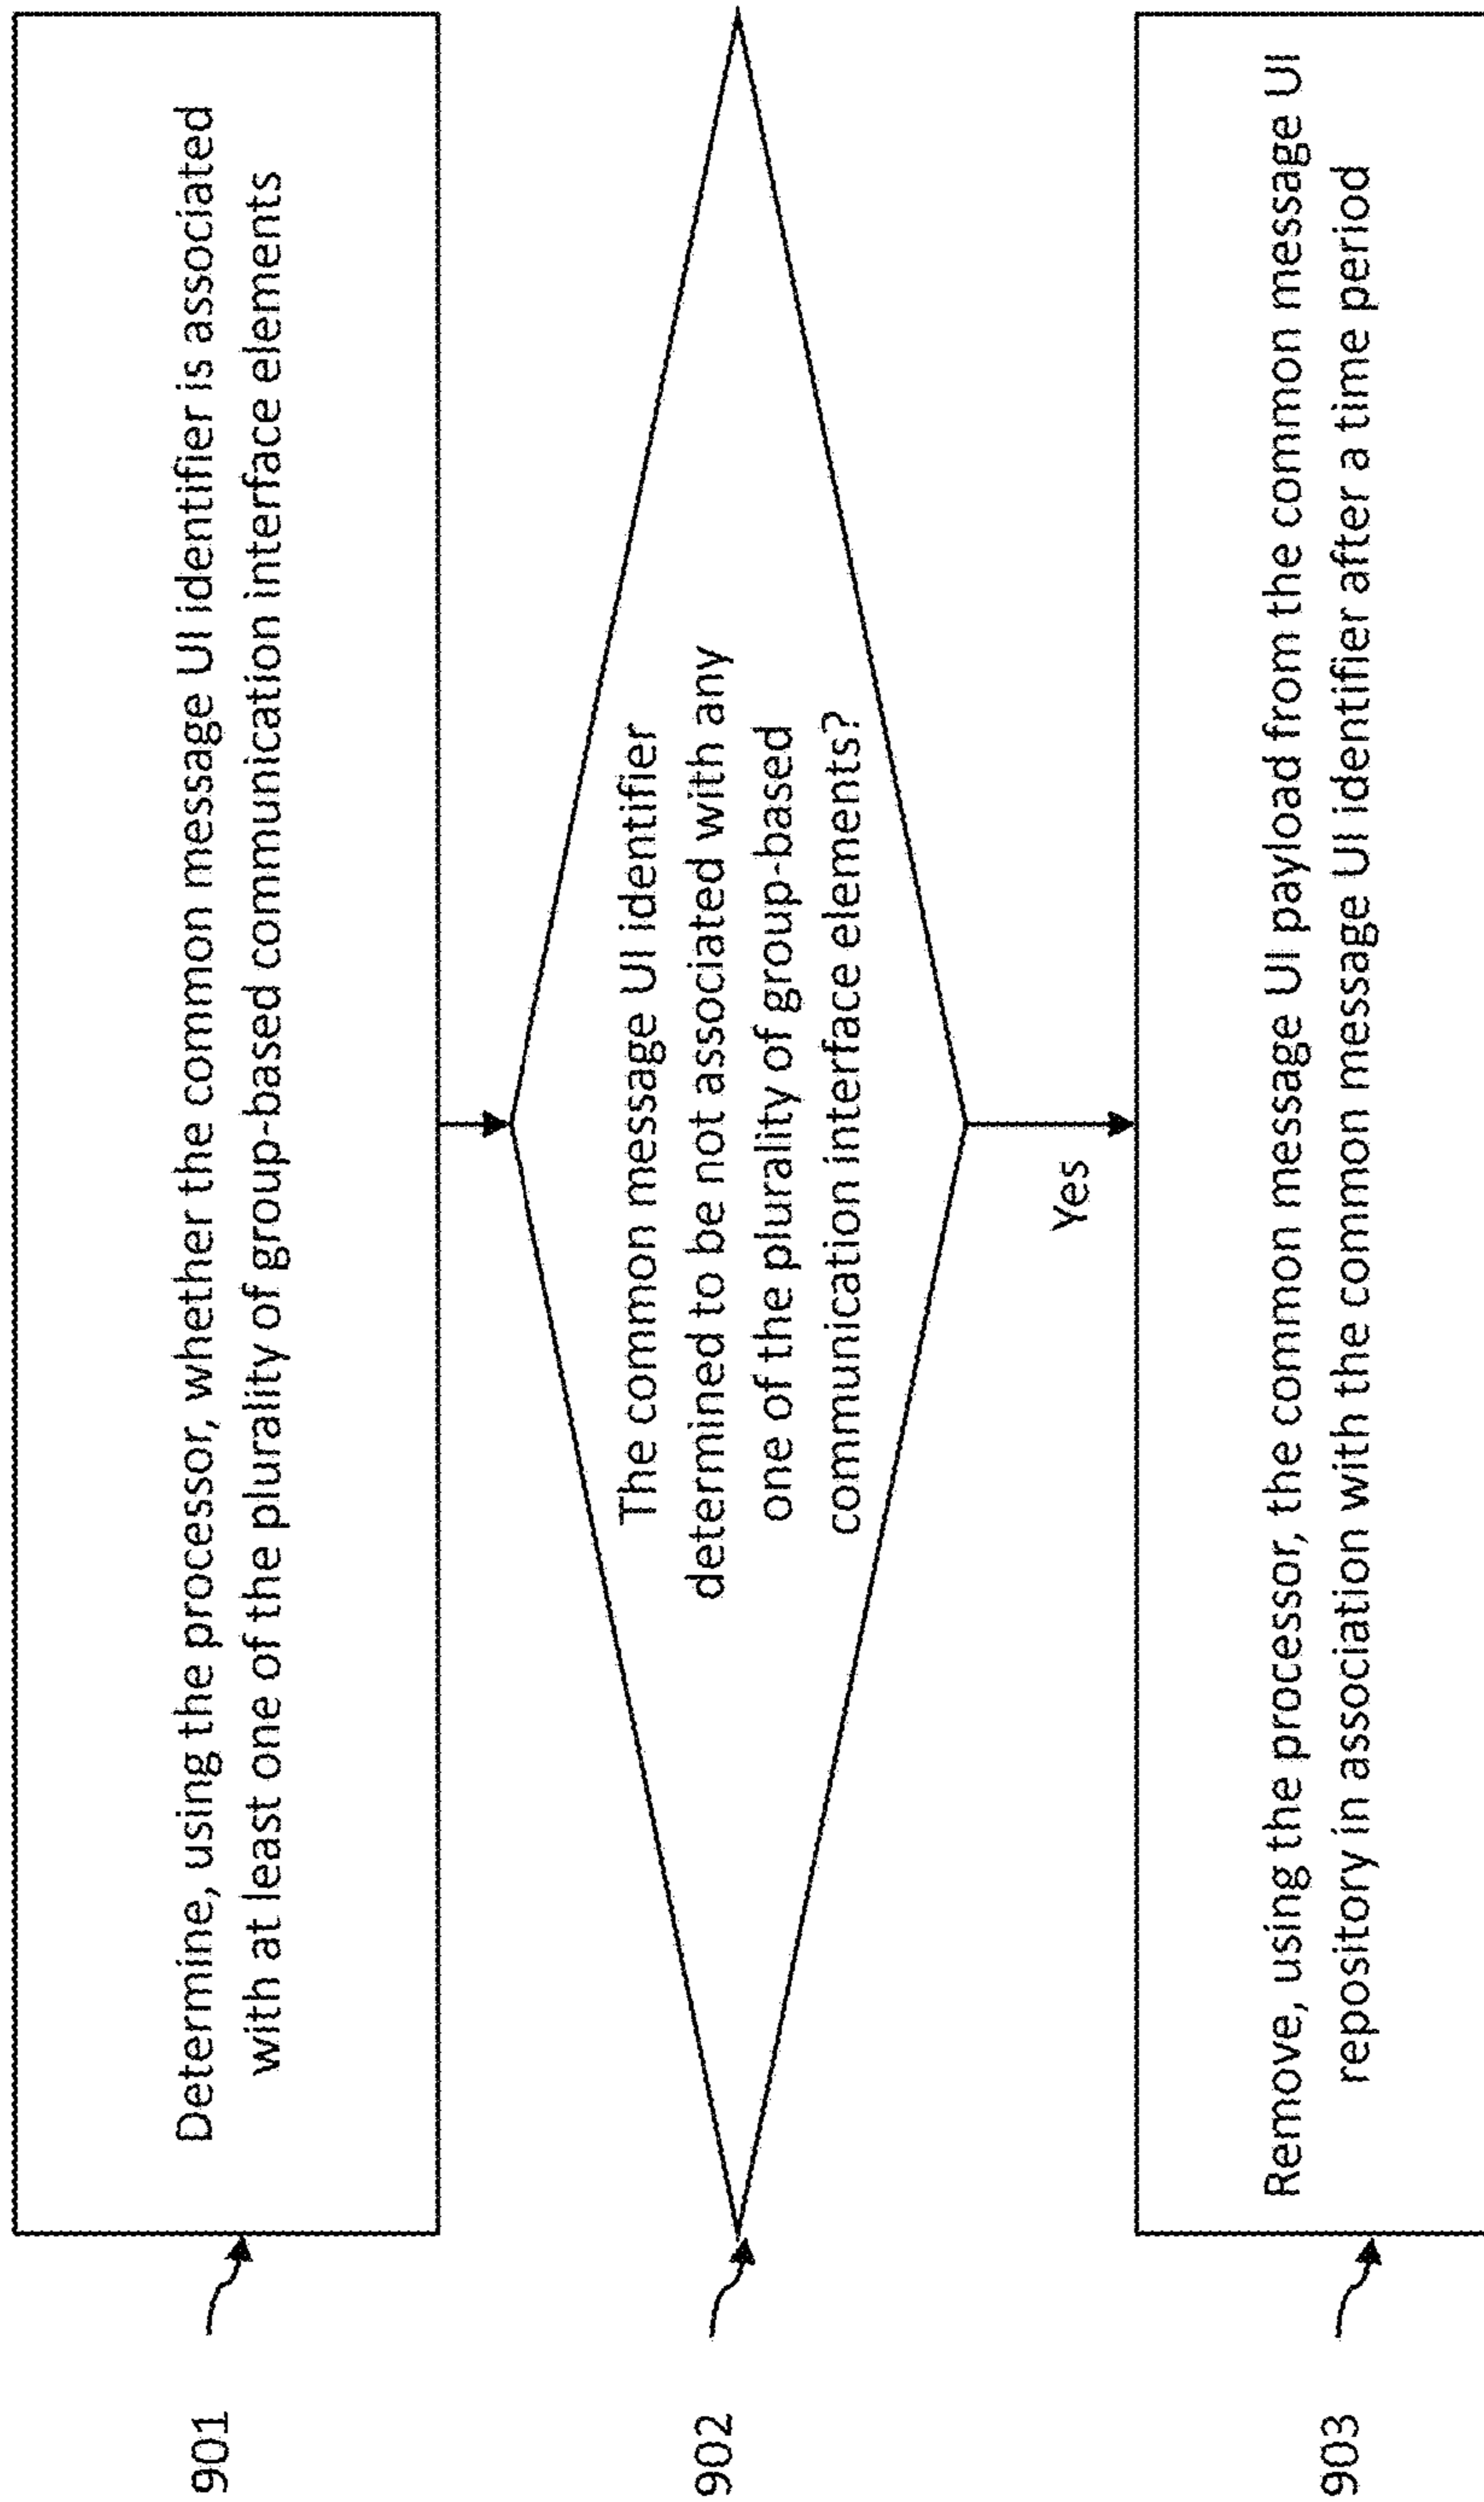 901
Determine, using the processor, whether the common message UI identifier is associated
with at least one of the plurality of group-based communication interface elements
902
The common message UI identifier
determined to be not associated with any
one of the plurality of group-based
communication interface elements?
Yes
903
Remove, using the processor, the common message UI payload from the common message UI
repository in association with the common message UI identifier after a time period